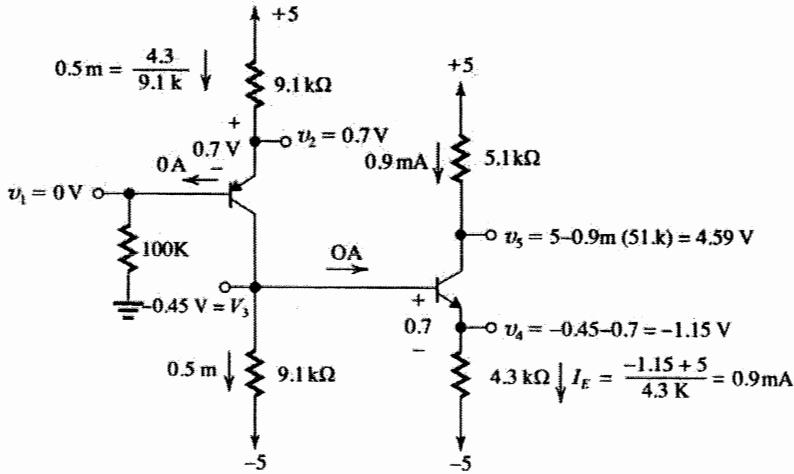 +5
0.5 m = 4.3 / 9.1 k
9.1 kΩ
+5
+
0.7 V
–
v₂ = 0.7 V
0.9 mA
5.1 kΩ
0A
v₁ = 0 V
100K
v₅ = 5–0.9m (51.k) = 4.59 V
OA
–0.45 V = V₃
+
0.7
–
v₄ = –0.45–0.7 = –1.15 V
0.5 m
9.1 kΩ
4.3 kΩ
I_E = –1.15 + 5 / 4.3 K = 0.9mA
–5
–5